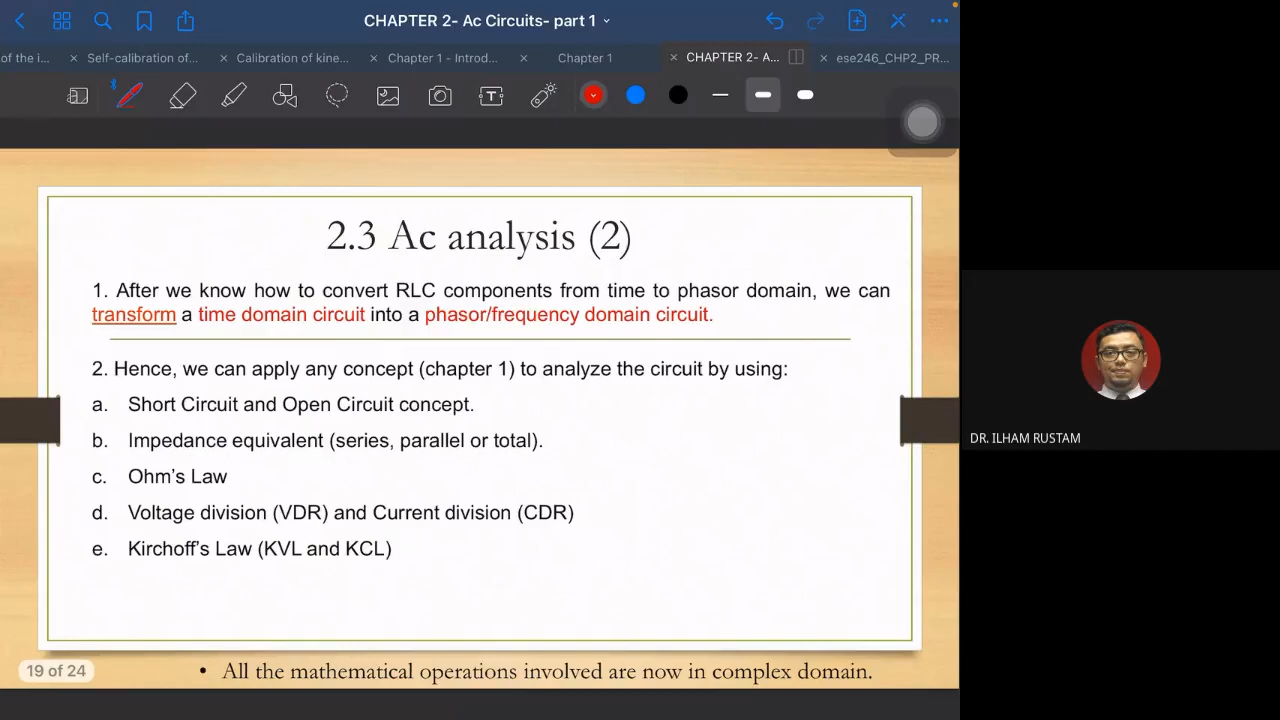 CHAPTER 2- Ac Circuits- part 1
of the i...
Self-calibration of...
Calibration of kine...
Chapter 1 - Introd...
Chapter 1
CHAPTER 2- A...
ese246_CHP2_PR...
2.3 Ac analysis (2)
1. After we know how to convert RLC components from time to phasor domain, we can
transform a time domain circuit into a phasor/frequency domain circuit.
2. Hence, we can apply any concept (chapter 1) to analyze the circuit by using:
a. Short Circuit and Open Circuit concept.
b. Impedance equivalent (series, parallel or total).
c. Ohm's Law
d. Voltage division (VDR) and Current division (CDR)
e. Kirchoff's Law (KVL and KCL)
19 of 24
• All the mathematical operations involved are now in complex domain.
DR. ILHAM RUSTAM